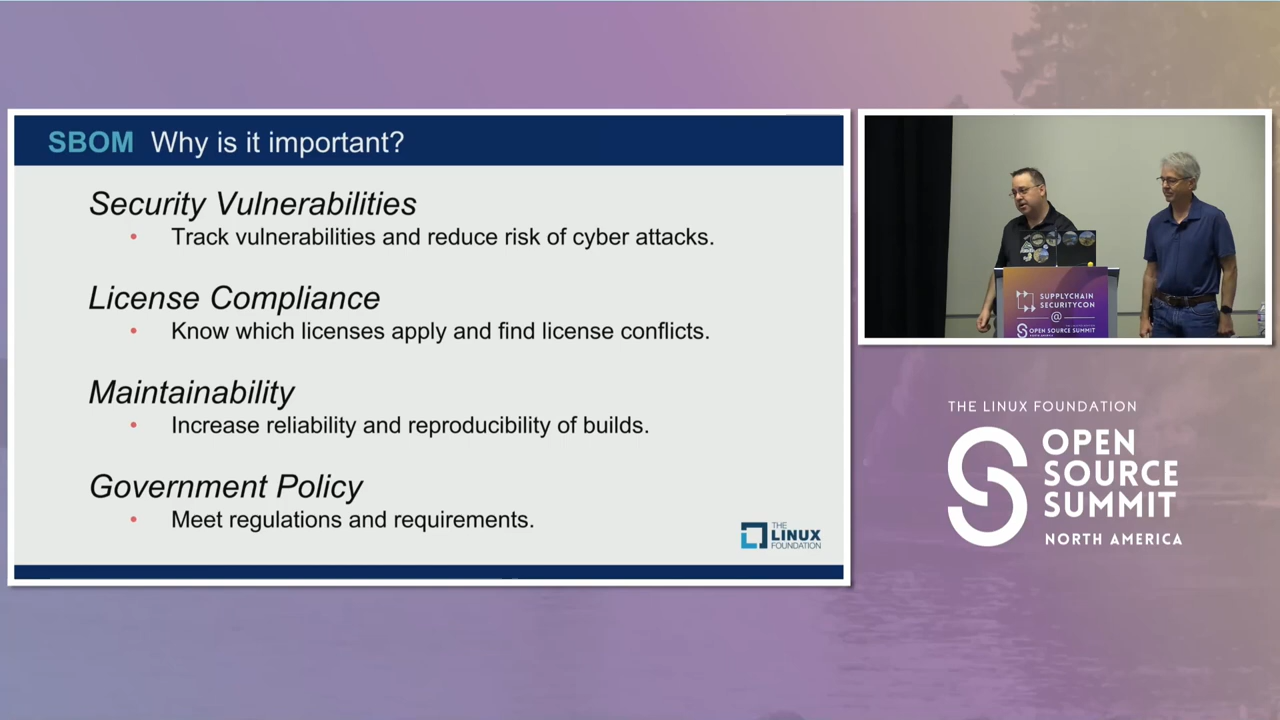 SBOM Why is it important?
Security Vulnerabilities
• Track vulnerabilities and reduce risk of cyber attacks.
License Compliance
• Know which licenses apply and find license conflicts.
Maintainability
• Increase reliability and reproducibility of builds.
Government Policy
• Meet regulations and requirements.
THE
LINUX
FOUNDATION
SUPPLYCHAIN
SECURITYCON
@
OPEN SOURCE SUMMIT
NORTH AMERICA
THE LINUX FOUNDATION
OPEN
SOURCE
SUMMIT
NORTH AMERICA